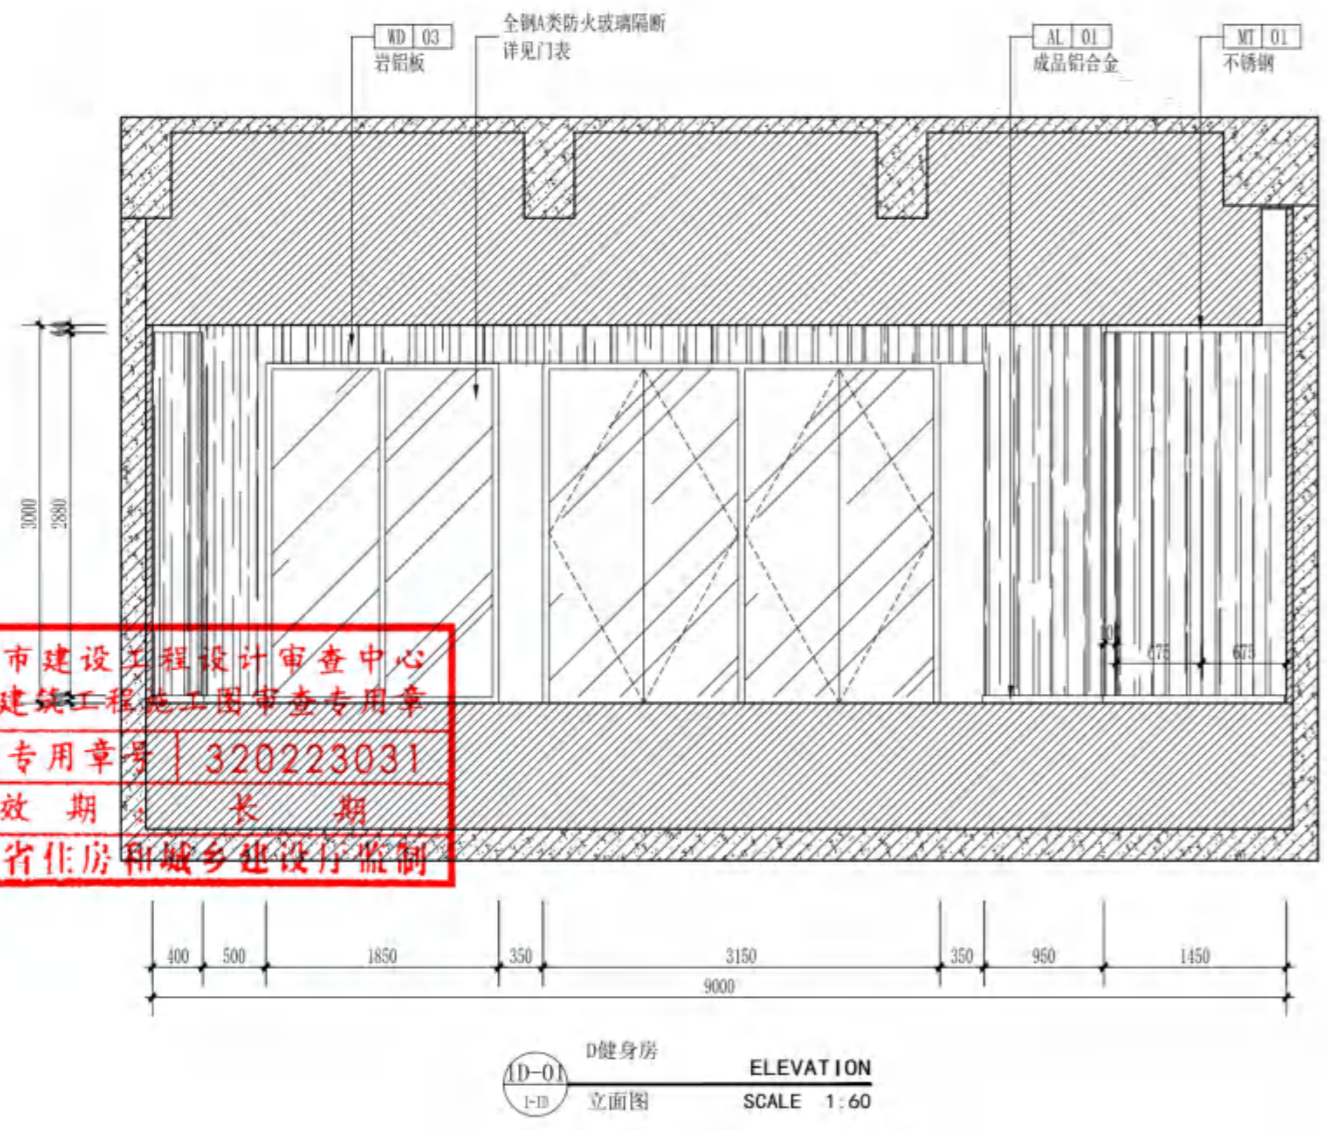 WD 03
岩铝板
全钢A类防火玻璃隔断
详见门表
AL 01
成品铝合金
MT 01
不锈钢
3000
2880
675
675
市建设工程设计审查中心
建筑工程施工图审查专用章
专用章号 320223031
效 期 : 长 期
省住房和城乡建设厅监制
400
500
1850
350
3150
350
950
1450
9000
1D-01
D健身房
立面图
ELEVATION
SCALE 1:60